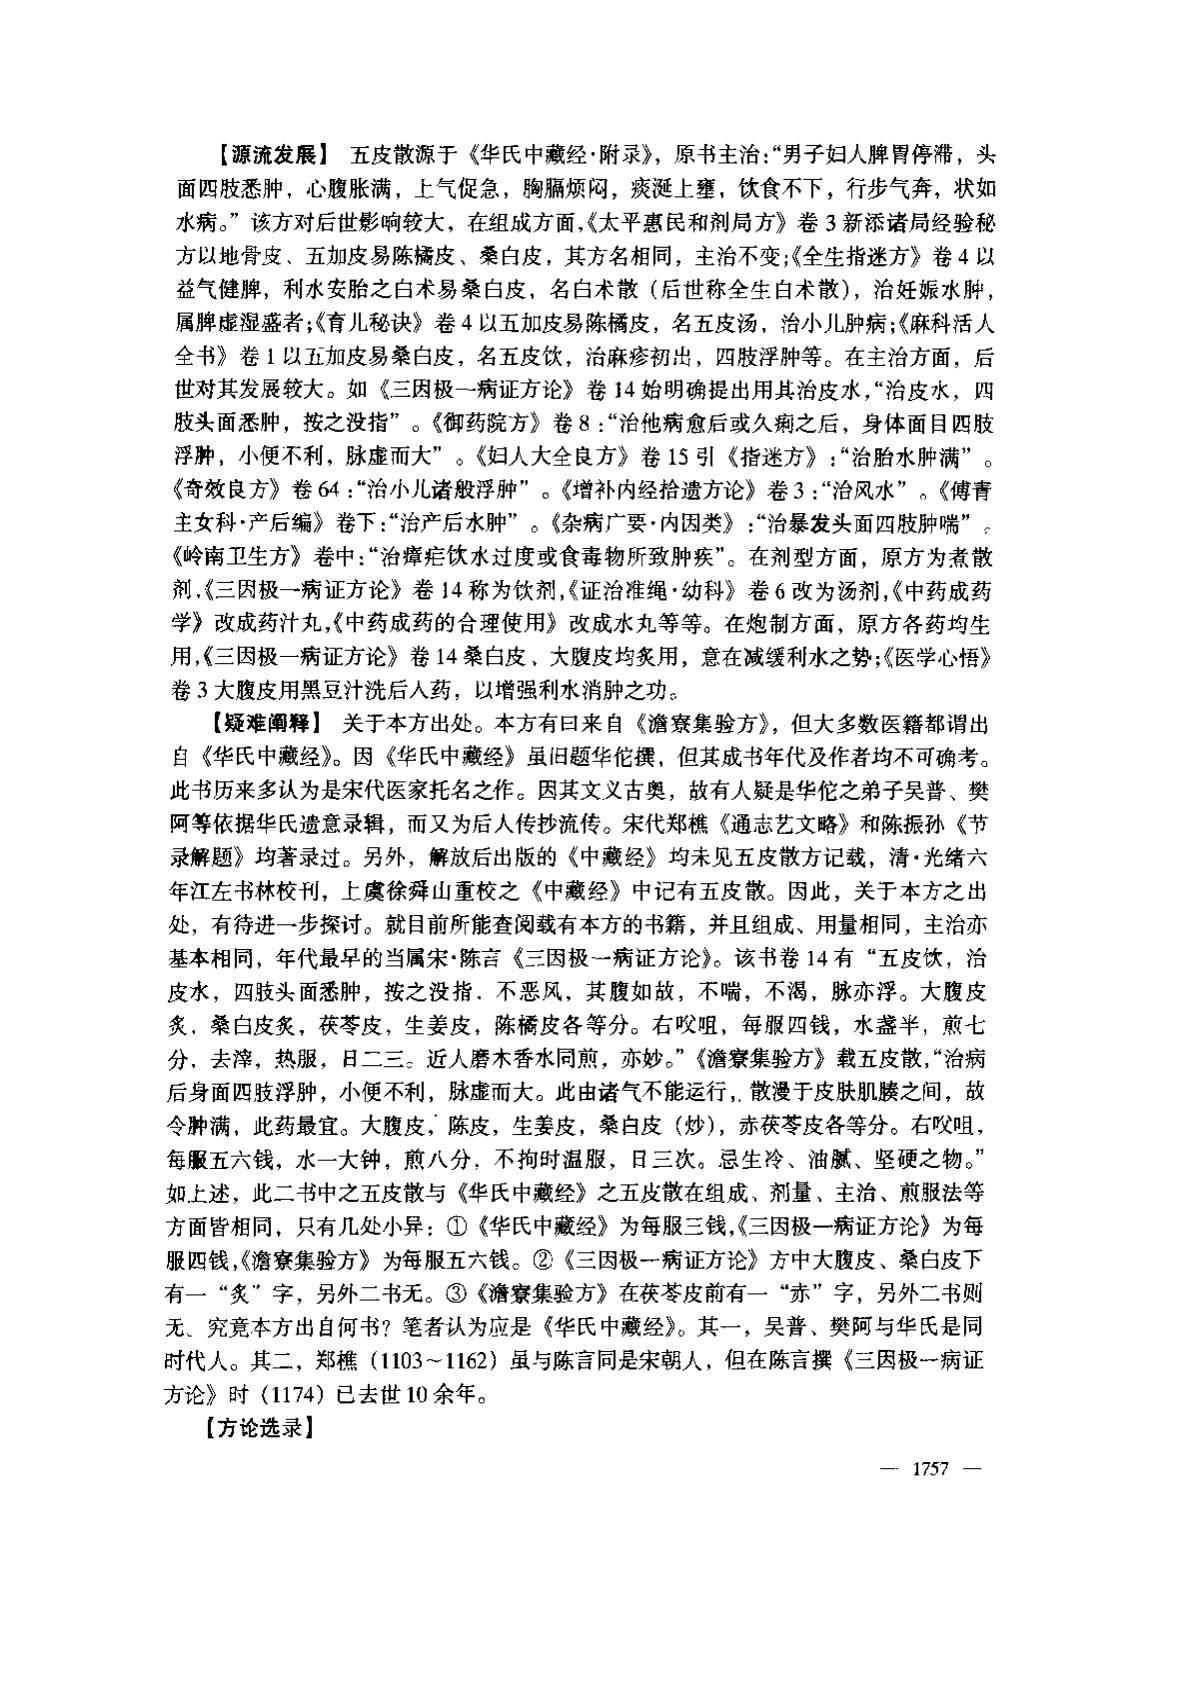 【源流发展】 五皮散源于《华氏中藏经·附录》，原书主治：“男子妇人脾胃停滞，头
面四肢悉肿，心腹胀满，上气促急，胸膈烦闷，痰涎上壅，饮食不下，行步气奔，状如
水病。”该方对后世影响较大，在组成方面，《太平惠民和剂局方》卷3新添诸局经验秘
方以地骨皮、五加皮易陈橘皮、桑白皮，其方名相同，主治不变；《全生指迷方》卷4以
益气健脾，利水安胎之白术易桑白皮，名白术散（后世称全生白术散），治妊娠水肿，
属脾虚湿盛者；《育儿秘诀》卷4以五加皮易陈橘皮，名五皮汤，治小儿肿病；《麻科活人
全书》卷1以五加皮易桑白皮，名五皮饮，治麻疹初出，四肢浮肿等。在主治方面，后
世对其发展较大。如《三因极一病证方论》卷14始明确提出用其治皮水，“治皮水，四
肢头面悉肿，按之没指”。《御药院方》卷8：“治他病愈后或久痢之后，身体面目四肢
浮肿，小便不利，脉虚而大”。《妇人大全良方》卷15引《指迷方》：“治胎水肿满”。
《奇效良方》卷64：“治小儿诸般浮肿”。《增补内经拾遗方论》卷3：“治风水”。《傅青
主女科·产后编》卷下：“治产后水肿”。《杂病广要·内因类》：“治暴发头面四肢肿喘”。
《岭南卫生方》卷中：“治瘴疟饮水过度或食毒物所致肿疾”。在剂型方面，原方为煮散
剂，《三因极一病证方论》卷14称为饮剂，《证治准绳·幼科》卷6改为汤剂，《中药成药
学》改成药汁丸，《中药成药的合理使用》改成水丸等等。在炮制方面，原方各药均生
用，《三因极一病证方论》卷14桑白皮、大腹皮均炙用，意在减缓利水之势；《医学心悟》
卷3大腹皮用黑豆汁洗后入药，以增强利水消肿之功。
【疑难阐释】 关于本方出处。本方有曰来自《澹寮集验方》，但大多数医籍都谓出
自《华氏中藏经》。因《华氏中藏经》虽旧题华佗撰，但其成书年代及作者均不可确考。
此书历来多认为是宋代医家托名之作。因其文义古奥，故有人疑是华佗之弟子吴普、樊
阿等依据华氏遗意录辑，而又为后人传抄流传。宋代郑樵《通志艺文略》和陈振孙《节
录解题》均著录过。另外，解放后出版的《中藏经》均未见五皮散方记载，清·光绪六
年江左书林校刊，上虞徐舜山重校之《中藏经》中记有五皮散。因此，关于本方之出
处，有待进一步探讨。就目前所能查阅载有本方的书籍，并且组成、用量相同，主治亦
基本相同，年代最早的当属宋·陈言《三因极一病证方论》。该书卷14有“五皮饮，治
皮水，四肢头面悉肿，按之没指．不恶风，其腹如故，不喘，不渴，脉亦浮。大腹皮
炙，桑白皮炙，茯苓皮，生姜皮，陈橘皮各等分。右㕮咀，每服四钱，水盏半，煎七
分，去滓，热服，日二三。近人磨木香水同煎，亦妙。”《澹寮集验方》载五皮散，“治病
后身面四肢浮肿，小便不利，脉虚而大。此由诸气不能运行，散漫于皮肤肌腠之间，故
令肿满，此药最宜。大腹皮，陈皮，生姜皮，桑白皮（炒），赤茯苓皮各等分。右㕮咀，
每服五六钱，水一大钟，煎八分，不拘时温服，日三次。忌生冷、油腻、坚硬之物。”
如上述，此二书中之五皮散与《华氏中藏经》之五皮散在组成、剂量、主治、煎服法等
方面皆相同，只有几处小异：①《华氏中藏经》为每服三钱，《三因极一病证方论》为每
服四钱，《澹寮集验方》为每服五六钱。②《三因极一病证方论》方中大腹皮、桑白皮下
有一“炙”字，另外二书无。③《澹寮集验方》在茯苓皮前有一“赤”字，另外二书则
无。究竟本方出自何书？笔者认为应是《华氏中藏经》。其一，吴普、樊阿与华氏是同
时代人。其二，郑樵（1103～1162）虽与陈言同是宋朝人，但在陈言撰《三因极一病证
方论》时（1174）已去世10余年。
【方论选录】
— 1757 —